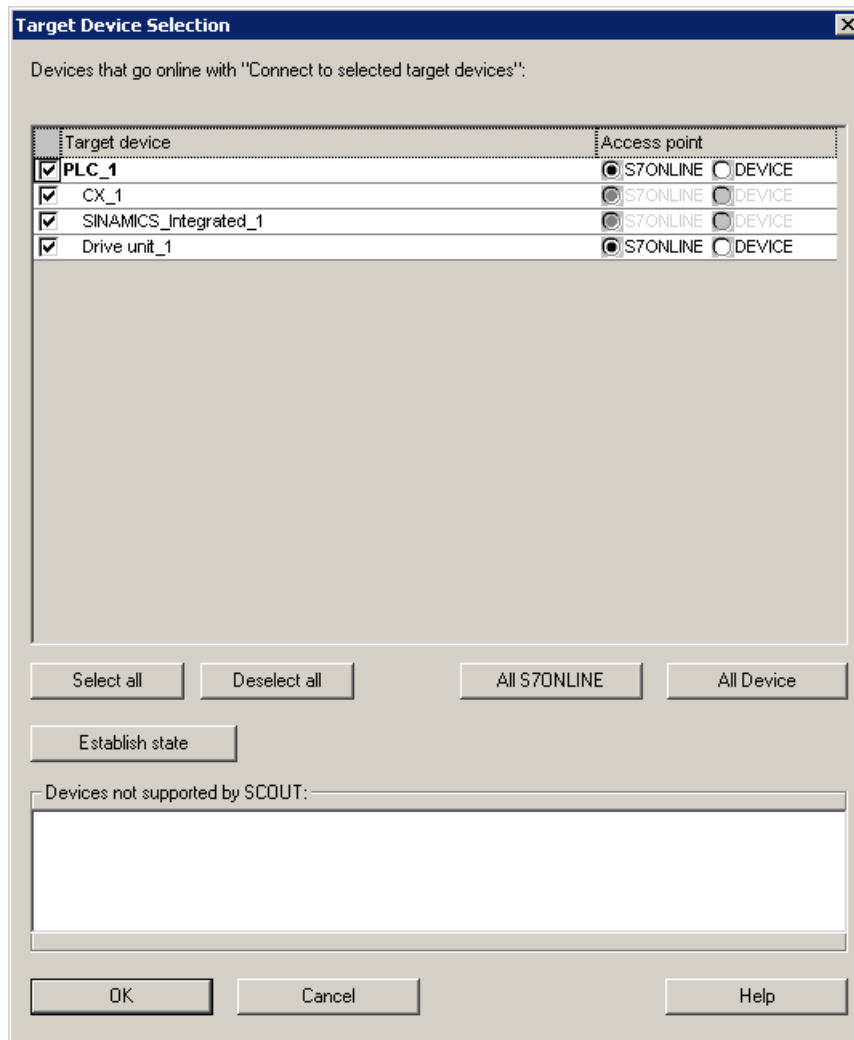 Target Device Selection
Devices that go online with "Connect to selected target devices":
Target device Access point
PLC_1 S7ONLINE DEVICE
CX_1 S7ONLINE DEVICE
SINAMICS_Integrated_1 S7ONLINE DEVICE
Drive unit_1 S7ONLINE DEVICE
Select all Deselect all All S7ONLINE All Device
Establish state
Devices not supported by SCOUT:
OK Cancel Help